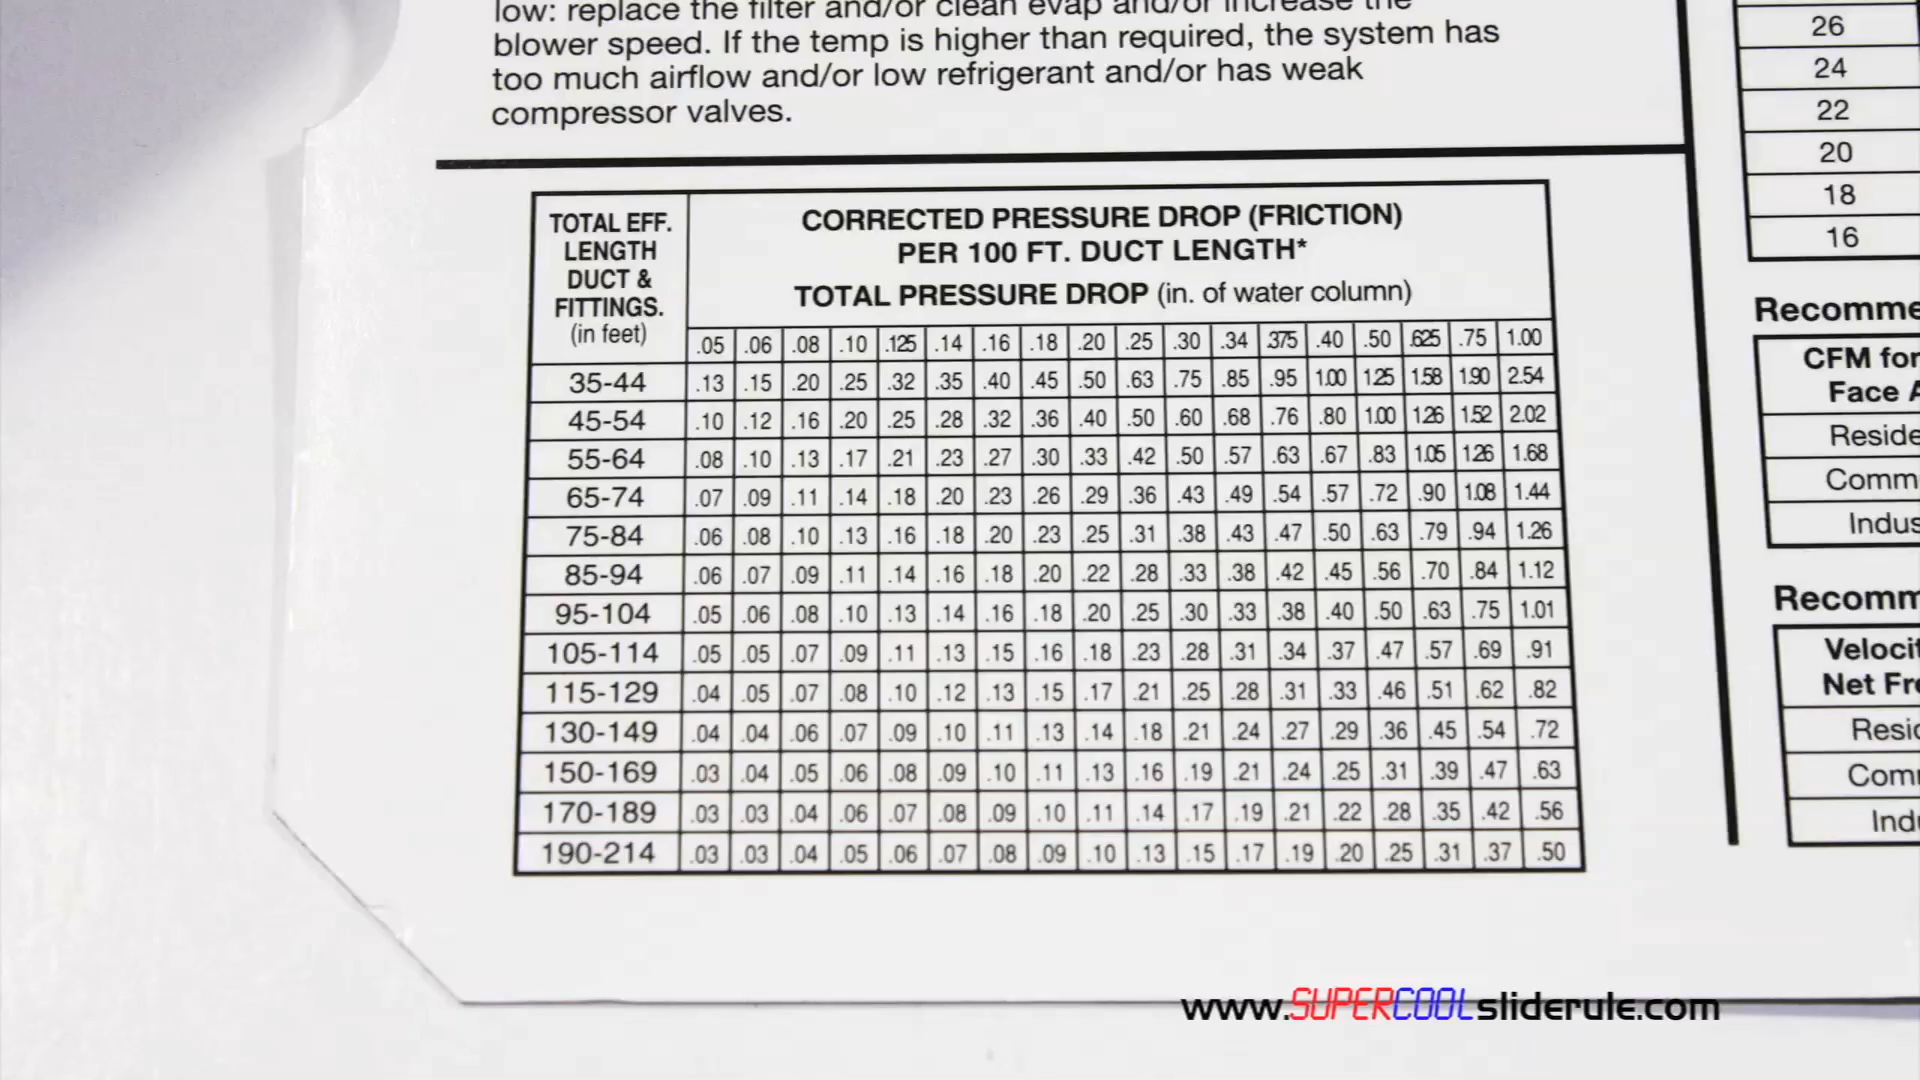 low: replace the filter and/or clean evap and/or increase the
blower speed. If the temp is higher than required, the system has
too much airflow and/or low refrigerant and/or has weak
compressor valves.
TOTAL EFF.
LENGTH
DUCT &
FITTINGS.
(in feet)
CORRECTED PRESSURE DROP (FRICTION)
PER 100 FT. DUCT LENGTH*
TOTAL PRESSURE DROP (in. of water column)
.05 .06 .08 .10 .125 .14 .16 .18 .20 .25 .30 .34 .375 .40 .50 .625 .75 1.00
35-44 .13 .15 .20 .25 .32 .35 .40 .45 .50 .63 .75 .85 .95 1.00 1.25 1.58 1.90 2.54
45-54 .10 .12 .16 .20 .25 .28 .32 .36 .40 .50 .60 .68 .76 .80 1.00 1.26 1.52 2.02
55-64 .08 .10 .13 .17 .21 .23 .27 .30 .33 .42 .50 .57 .63 .67 .83 1.05 1.26 1.68
65-74 .07 .09 .11 .14 .18 .20 .23 .26 .29 .36 .43 .49 .54 .57 .72 .90 1.08 1.44
75-84 .06 .08 .10 .13 .16 .18 .20 .23 .25 .31 .38 .43 .47 .50 .63 .79 .94 1.26
85-94 .06 .07 .09 .11 .14 .16 .18 .20 .22 .28 .33 .38 .42 .45 .56 .70 .84 1.12
95-104 .05 .06 .08 .10 .13 .14 .16 .18 .20 .25 .30 .33 .38 .40 .50 .63 .75 1.01
105-114 .05 .05 .07 .09 .11 .13 .15 .16 .18 .23 .28 .31 .34 .37 .47 .57 .69 .91
115-129 .04 .05 .07 .08 .10 .12 .13 .15 .17 .21 .25 .28 .31 .33 .46 .51 .62 .82
130-149 .04 .04 .06 .07 .09 .10 .11 .13 .14 .18 .21 .24 .27 .29 .36 .45 .54 .72
150-169 .03 .04 .05 .06 .08 .09 .10 .11 .13 .16 .19 .21 .24 .25 .31 .39 .47 .63
170-189 .03 .03 .04 .06 .07 .08 .09 .10 .11 .14 .17 .19 .21 .22 .28 .35 .42 .56
190-214 .03 .03 .04 .05 .06 .07 .08 .09 .10 .13 .15 .17 .19 .20 .25 .31 .37 .50
26
24
22
20
18
16
Recomme
CFM for
Face A
Reside
Comm
Indus
Recomm
Velocit
Net Fre
Resid
Com
Ind
www.SUPERCOOLsliderule.com